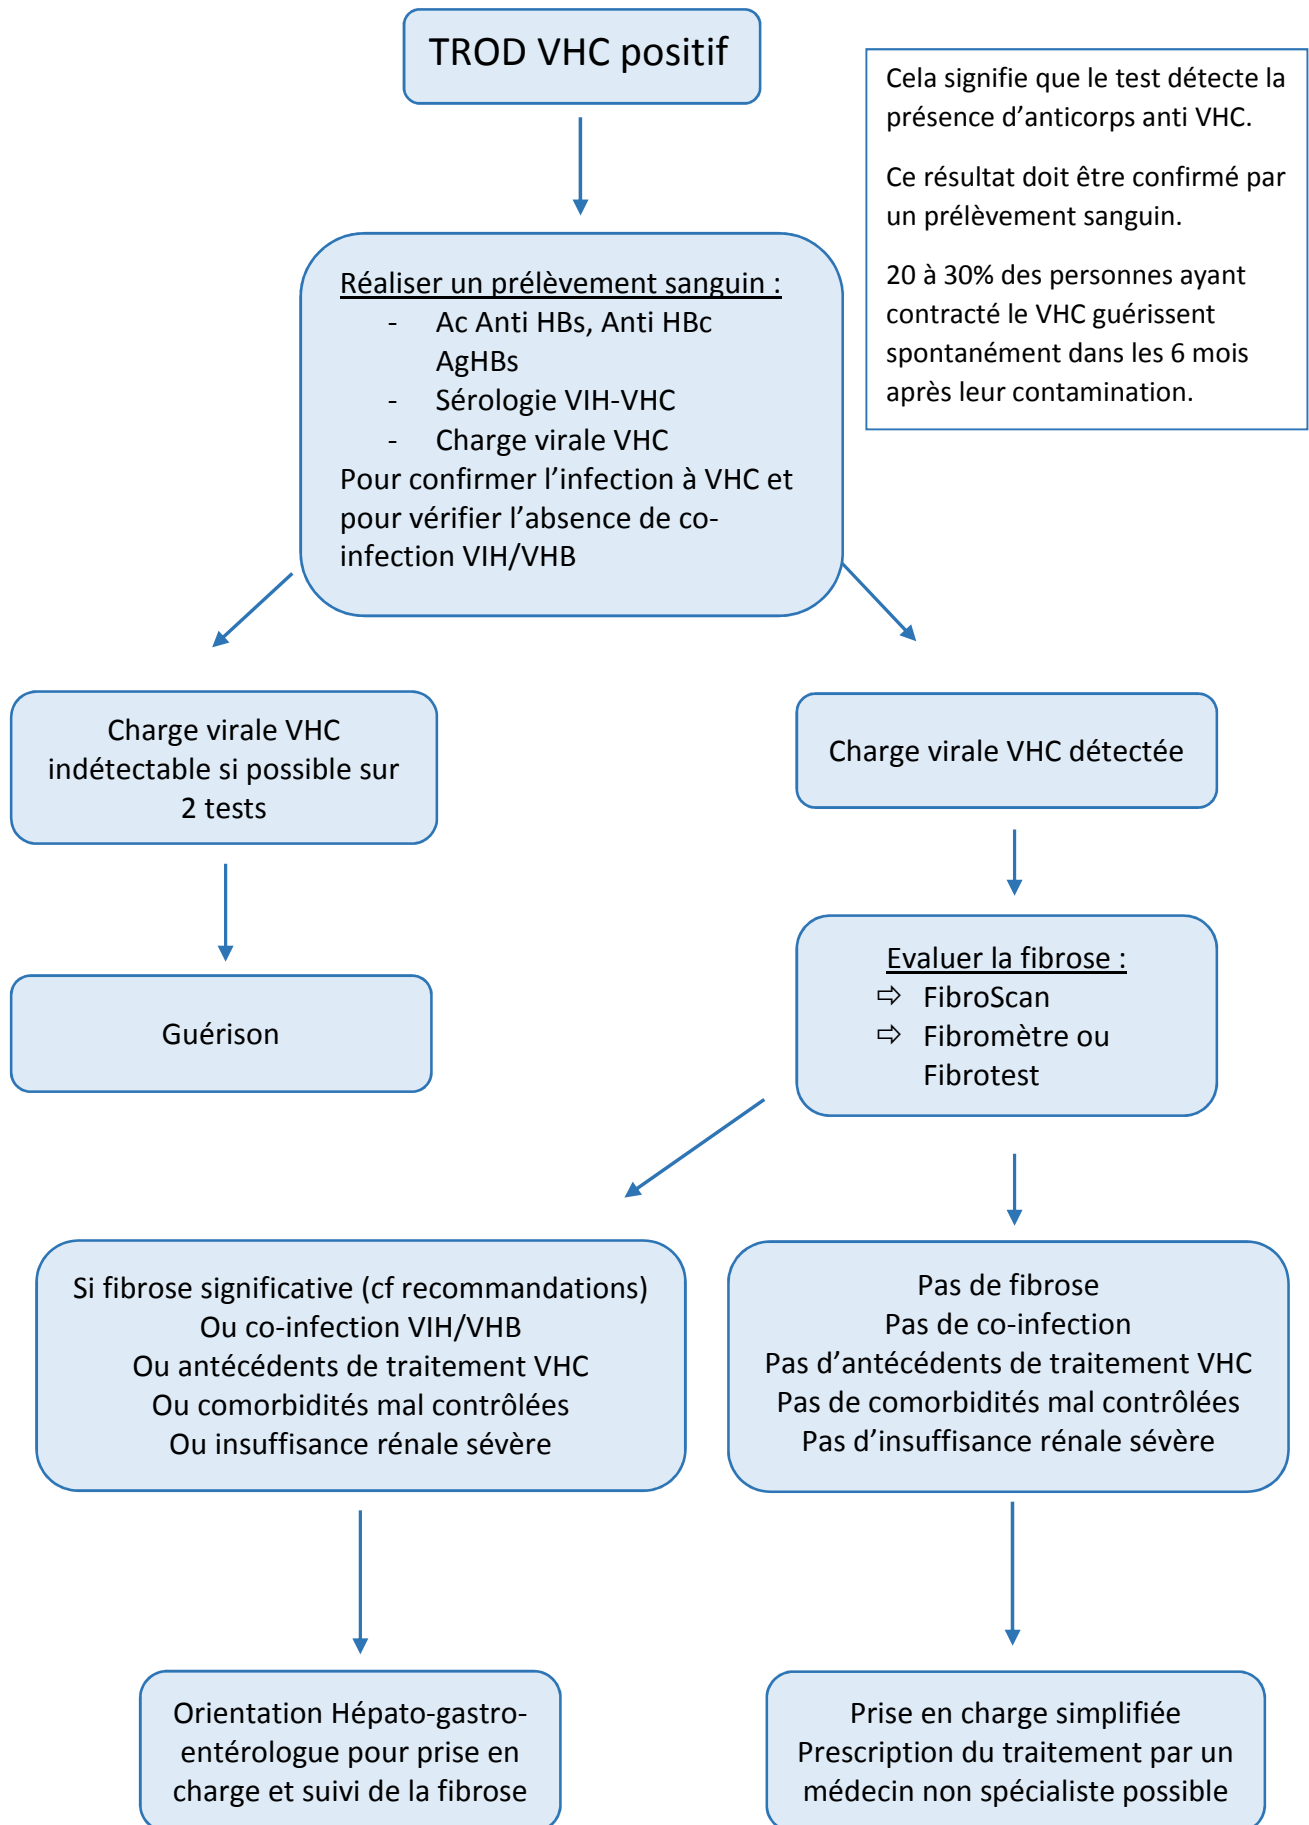 TROD VHC positif
Cela signifie que le test détecte la
présence d’anticorps anti VHC.
Ce résultat doit être confirmé par
un prélèvement sanguin.
20 à 30% des personnes ayant
contracté le VHC guérissent
spontanément dans les 6 mois
après leur contamination.
Réaliser un prélèvement sanguin :
- Ac Anti HBs, Anti HBc
AgHBs
- Sérologie VIH-VHC
- Charge virale VHC
Pour confirmer l’infection à VHC et
pour vérifier l’absence de co-
infection VIH/VHB
Charge virale VHC
indétectable si possible sur
2 tests
Charge virale VHC détectée
Guérison
Evaluer la fibrose :
⇨ FibroScan
⇨ Fibromètre ou
Fibrotest
Si fibrose significative (cf recommandations)
Ou co-infection VIH/VHB
Ou antécédents de traitement VHC
Ou comorbidités mal contrôlées
Ou insuffisance rénale sévère
Pas de fibrose
Pas de co-infection
Pas d’antécédents de traitement VHC
Pas de comorbidités mal contrôlées
Pas d’insuffisance rénale sévère
Orientation Hépato-gastro-
entérologue pour prise en
charge et suivi de la fibrose
Prise en charge simplifiée
Prescription du traitement par un
médecin non spécialiste possible